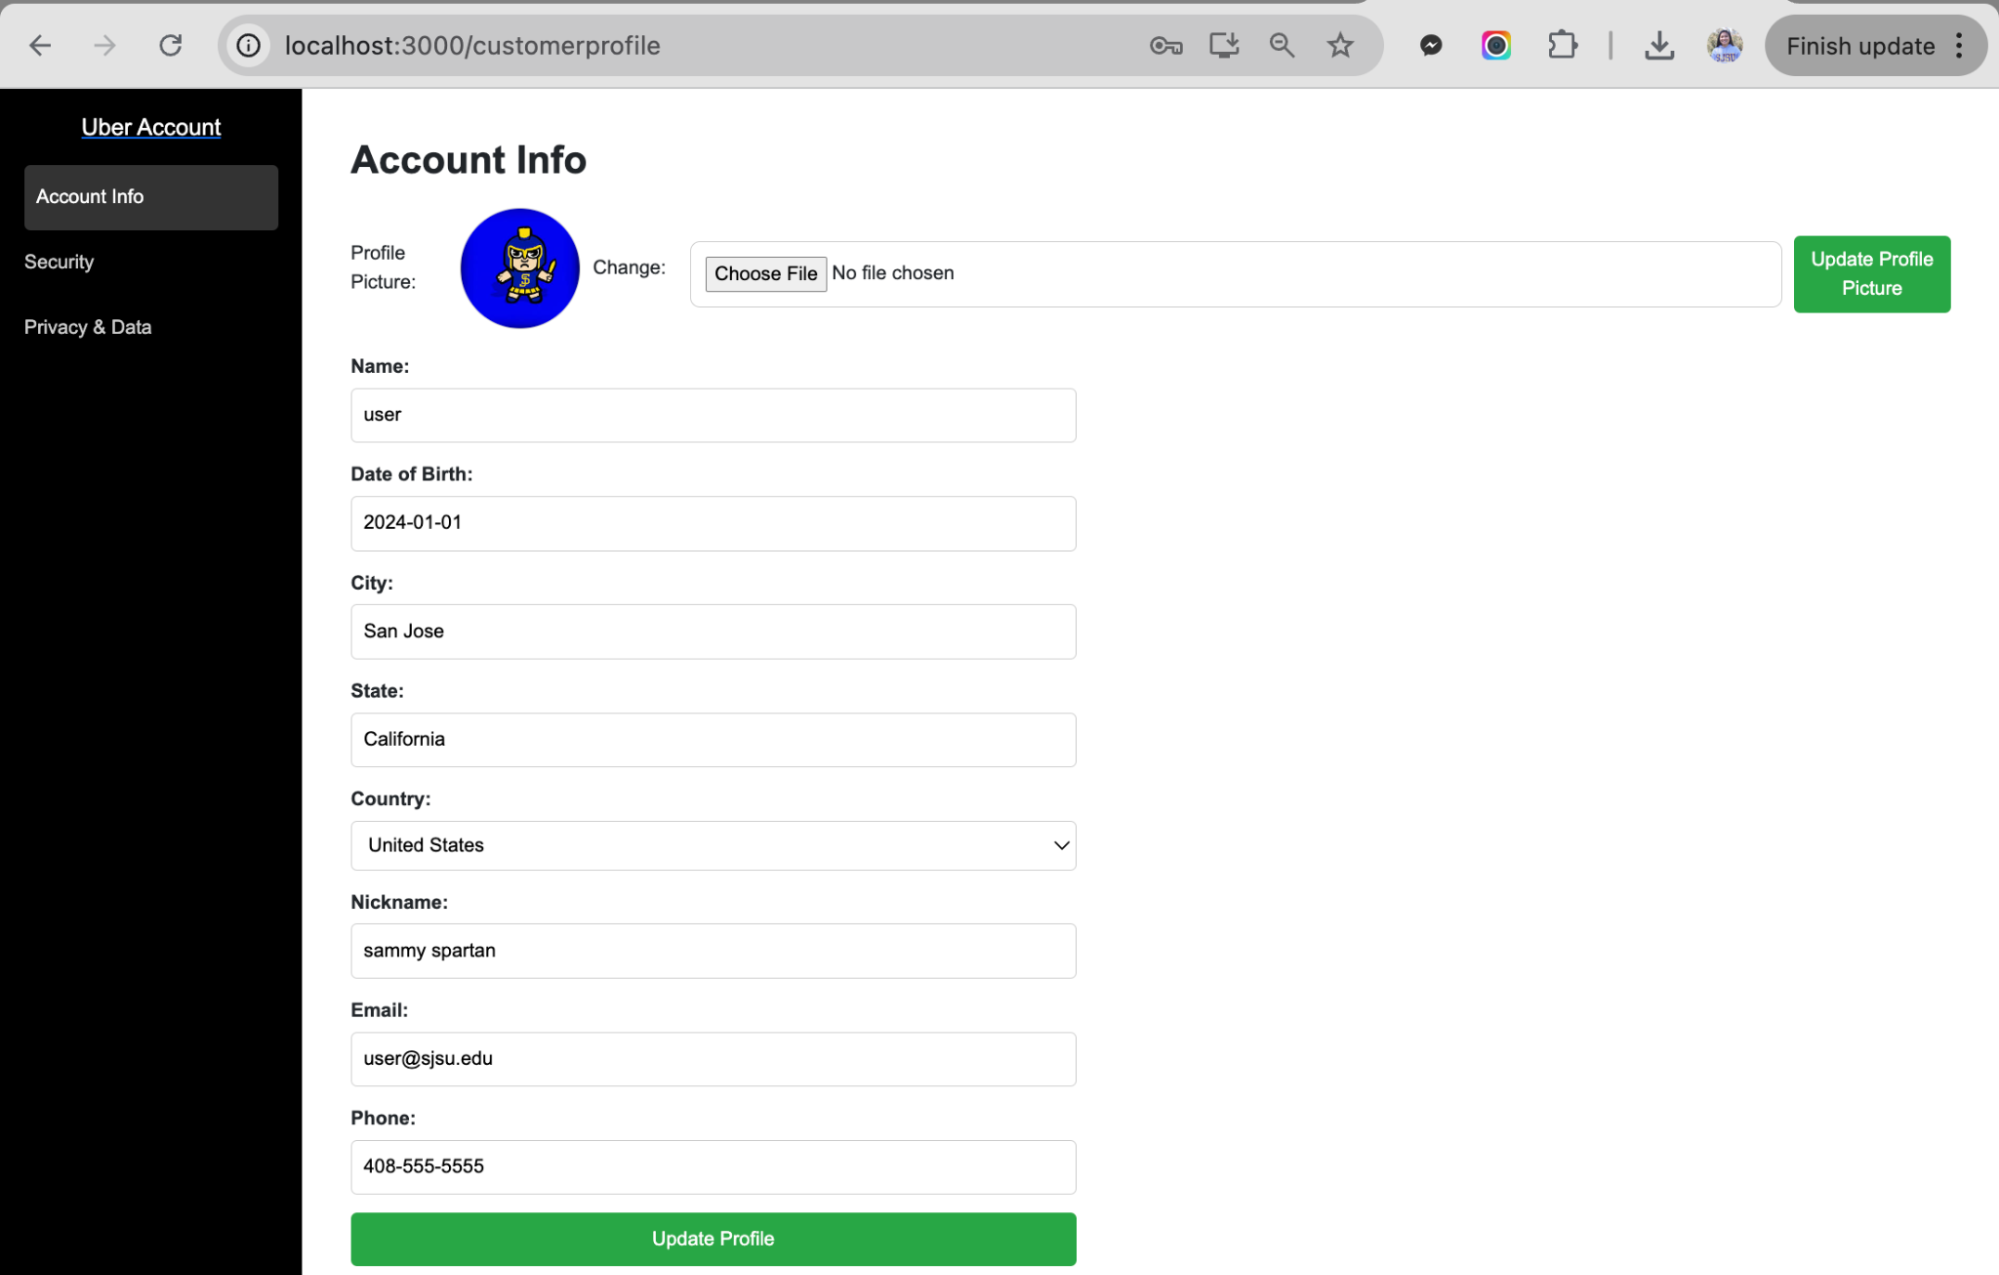 localhost:3000/customerprofile
Finish update
Uber Account
Account Info
Security
Privacy & Data
Account Info
Profile
Picture:
Change:
Choose File No file chosen
Update Profile
Picture
Name:
user
Date of Birth:
2024-01-01
City:
San Jose
State:
California
Country:
United States
Nickname:
sammy spartan
Email:
user@sjsu.edu
Phone:
408-555-5555
Update Profile